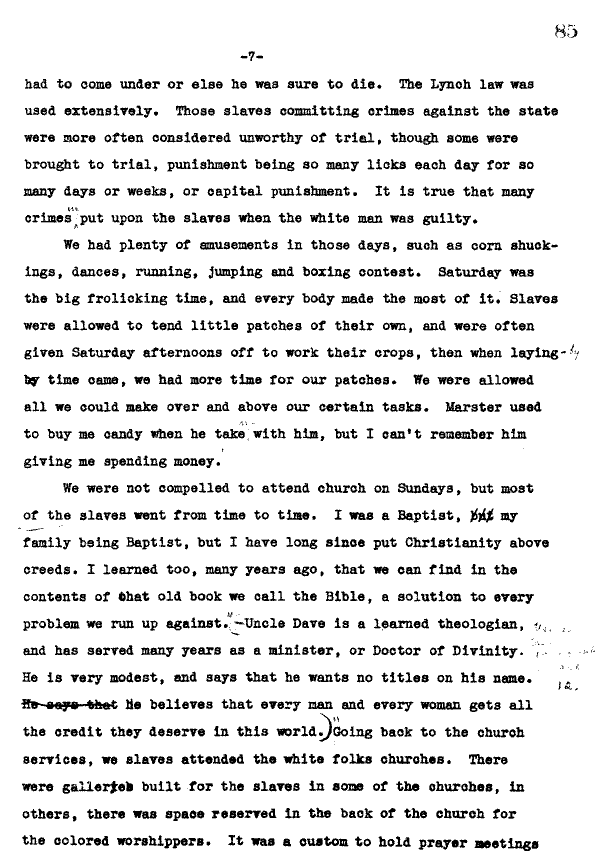 85
-7-
had to come under or else he was sure to die. The Lynch law was
used extensively. Those slaves committing crimes against the state
were more often considered unworthy of trial, though some were
brought to trial, punishment being so many licks each day for so
many days or weeks, or capital punishment. It is true that many
crimes put upon the slaves when the white man was guilty.
We had plenty of amusements in those days, such as corn shuck-
ings, dances, running, jumping and boxing contest. Saturday was
the big frolicking time, and every body made the most of it. Slaves
were allowed to tend little patches of their own, and were often
given Saturday afternoons off to work their crops, then when laying-by
by time came, we had more time for our patches. We were allowed
all we could make over and above our certain tasks. Marster used
to buy me candy when he take me with him, but I can't remember him
giving me spending money.
We were not compelled to attend church on Sundays, but most
of the slaves went from time to time. I was a Baptist, but my
family being Baptist, but I have long since put Christianity above
creeds. I learned too, many years ago, that we can find in the
contents of that old book we call the Bible, a solution to every
problem we run up against." -Uncle Dave is a learned theologian,
and has served many years as a minister, or Doctor of Divinity.
He is very modest, and says that he wants no titles on his name.
12.
He says that He believes that every man and every woman gets all
the credit they deserve in this world.) "Going back to the church
services, we slaves attended the white folks churches. There
were galleries built for the slaves in some of the churches, in
others, there was space reserved in the back of the church for
the colored worshippers. It was a custom to hold prayer meetings